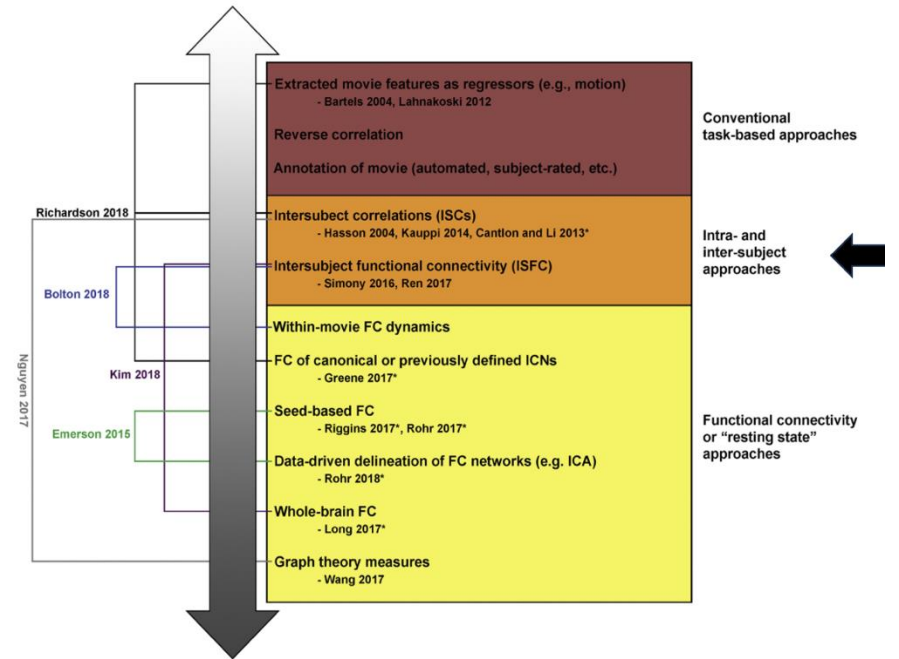 Extracted movie features as regressors (e.g., motion)
- Bartels 2004, Lahnakoski 2012
Reverse correlation
Annotation of movie (automated, subject-rated, etc.)
Conventional
task-based approaches
Richardson 2018
Intersubect correlations (ISCs)
- Hasson 2004, Kauppi 2014, Cantlon and Li 2013*
Intersubject functional connectivity (ISFC)
- Simony 2016, Ren 2017
Intra- and
inter-subject
approaches
Bolton 2018
Nguyen 2017
Kim 2018
Emerson 2015
Within-movie FC dynamics
FC of canonical or previously defined ICNs
- Greene 2017*
Seed-based FC
- Riggins 2017*, Rohr 2017*
Data-driven delineation of FC networks (e.g. ICA)
- Rohr 2018*
Whole-brain FC
- Long 2017*
Graph theory measures
- Wang 2017
Functional connectivity
or “resting state”
approaches